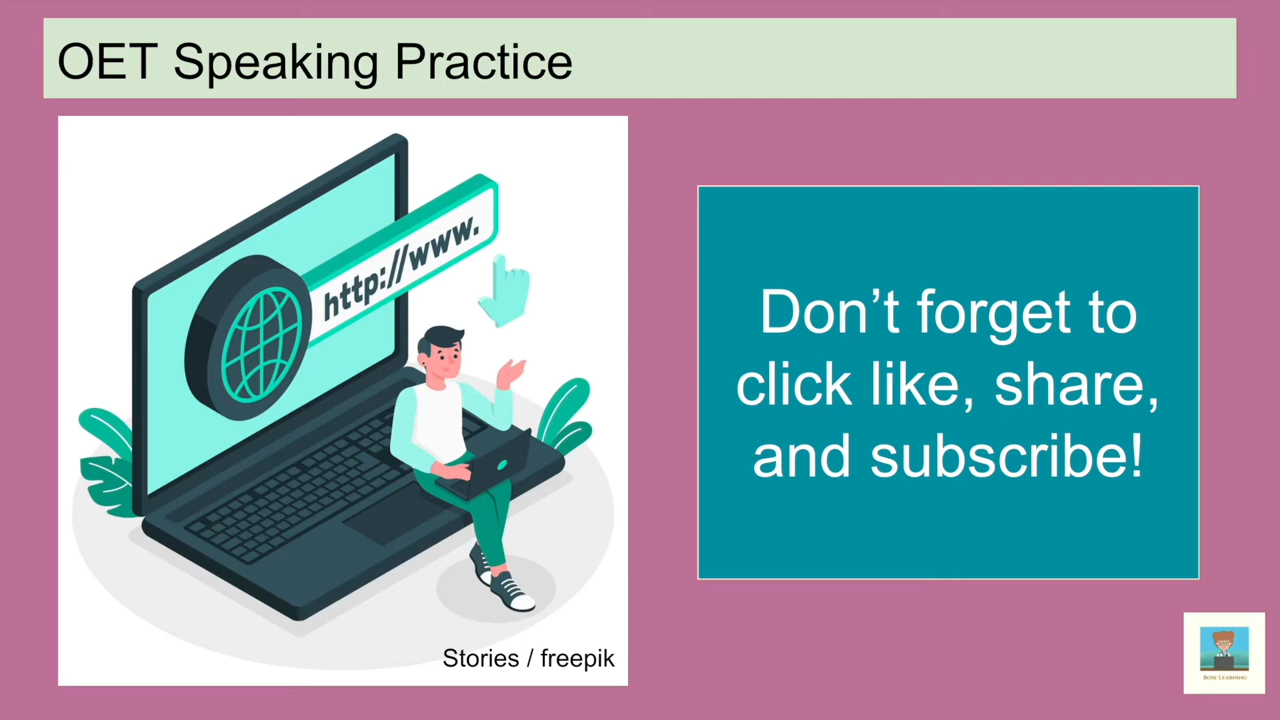 OET Speaking Practice
http://www.
Don’t forget to
click like, share,
and subscribe!
Stories / freepik